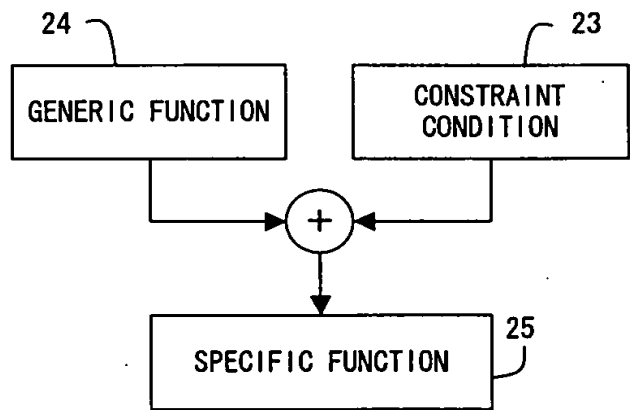 24
23
GENERIC FUNCTION
CONSTRAINT
CONDITION
+
25
SPECIFIC FUNCTION